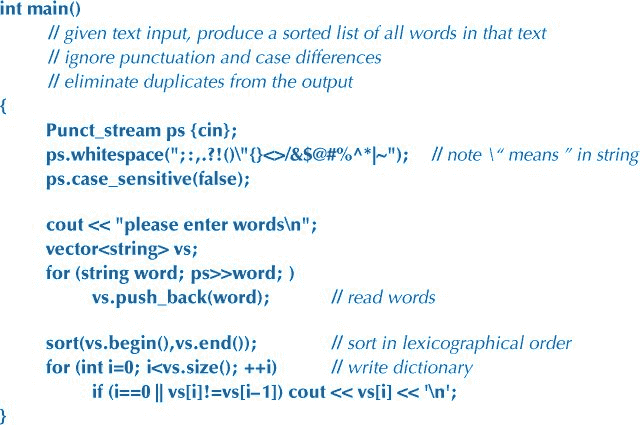 int main()
// given text input, produce a sorted list of all words in that text
// ignore punctuation and case differences
// eliminate duplicates from the output
{
Punct_stream ps {cin};
ps.whitespace(";:,.?!()\"{}<>/&$@#%^*|~"); // note \“ means ” in string
ps.case_sensitive(false);
cout << "please enter words\n";
vector<string> vs;
for (string word; ps>>word; )
vs.push_back(word); // read words
sort(vs.begin(),vs.end()); // sort in lexicographical order
for (int i=0; i<vs.size(); ++i) // write dictionary
if (i==0 || vs[i]!=vs[i–1]) cout << vs[i] << '\n';
}